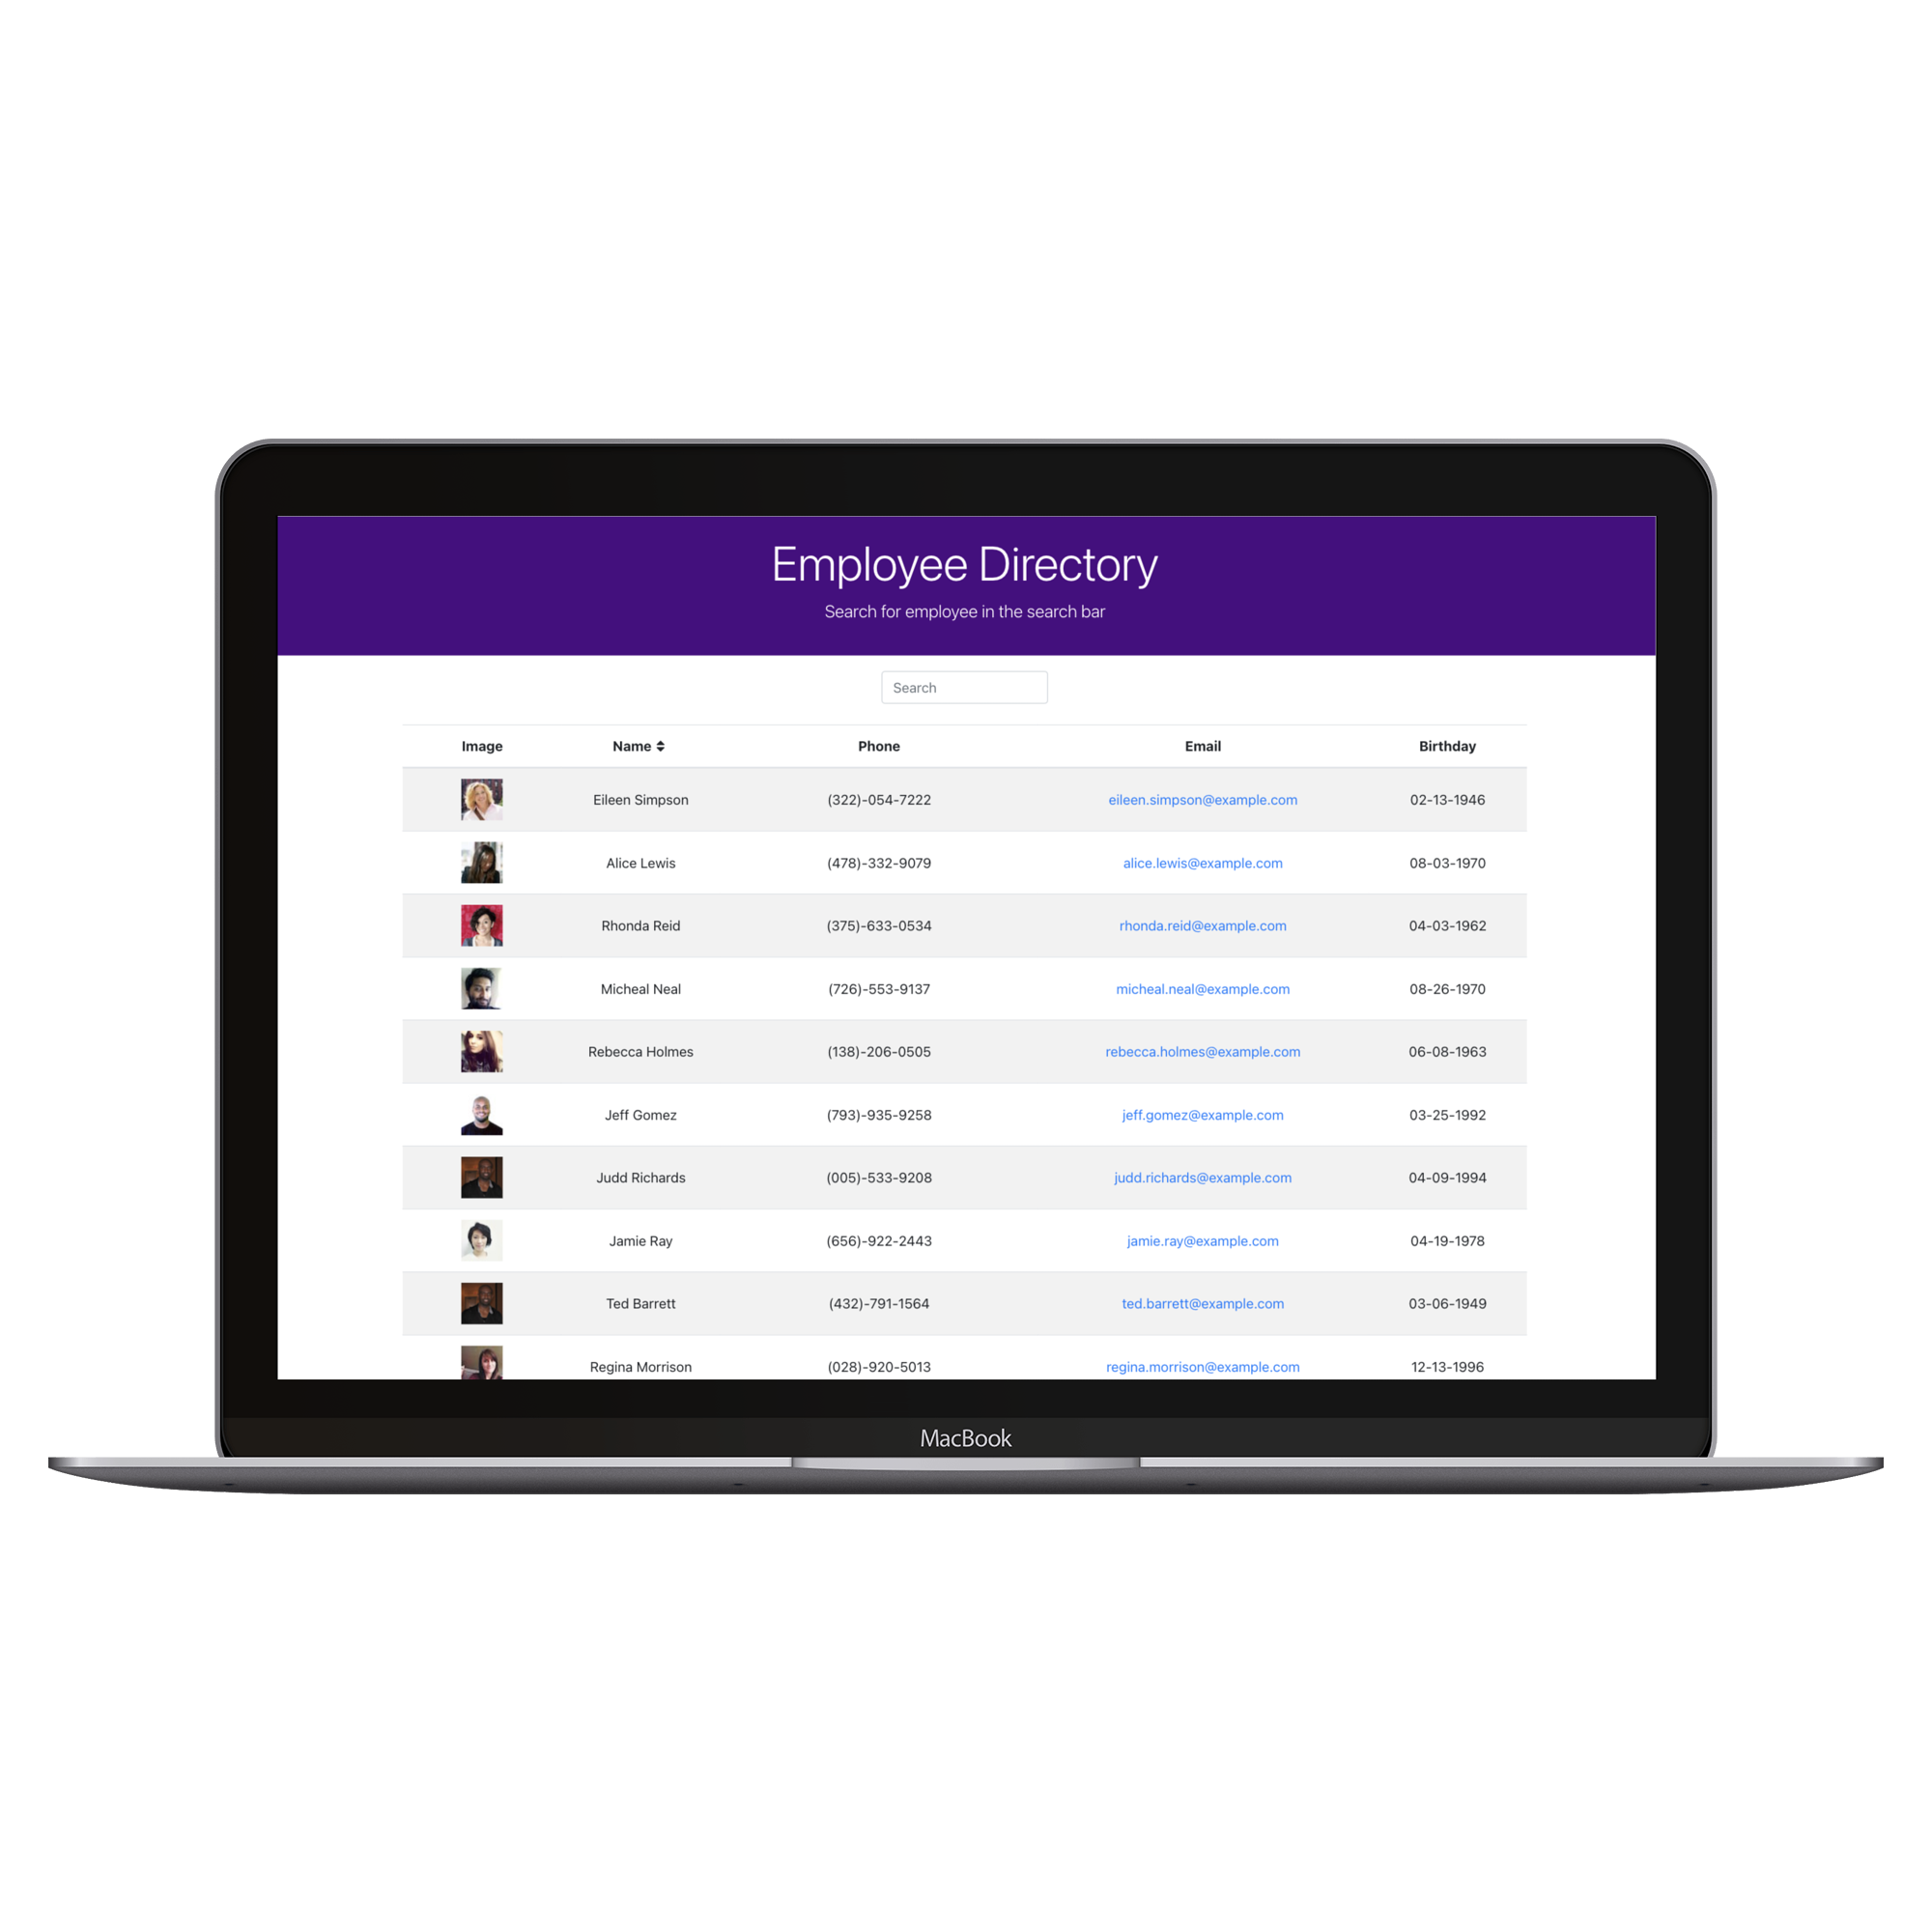 Employee Directory
Search for employee in the search bar
Search
Image Name Phone Email Birthday
Eileen Simpson (322)-054-7222 eileen.simpson@example.com 02-13-1946
Alice Lewis (478)-332-9079 alice.lewis@example.com 08-03-1970
Rhonda Reid (375)-633-0534 rhonda.reid@example.com 04-03-1962
Micheal Neal (726)-553-9137 micheal.neal@example.com 08-26-1970
Rebecca Holmes (138)-206-0505 rebecca.holmes@example.com 06-08-1963
Jeff Gomez (793)-935-9258 jeff.gomez@example.com 03-25-1992
Judd Richards (005)-533-9208 judd.richards@example.com 04-09-1994
Jamie Ray (656)-922-2443 jamie.ray@example.com 04-19-1978
Ted Barrett (432)-791-1564 ted.barrett@example.com 03-06-1949
Regina Morrison (028)-920-5013 regina.morrison@example.com 12-13-1996
MacBook